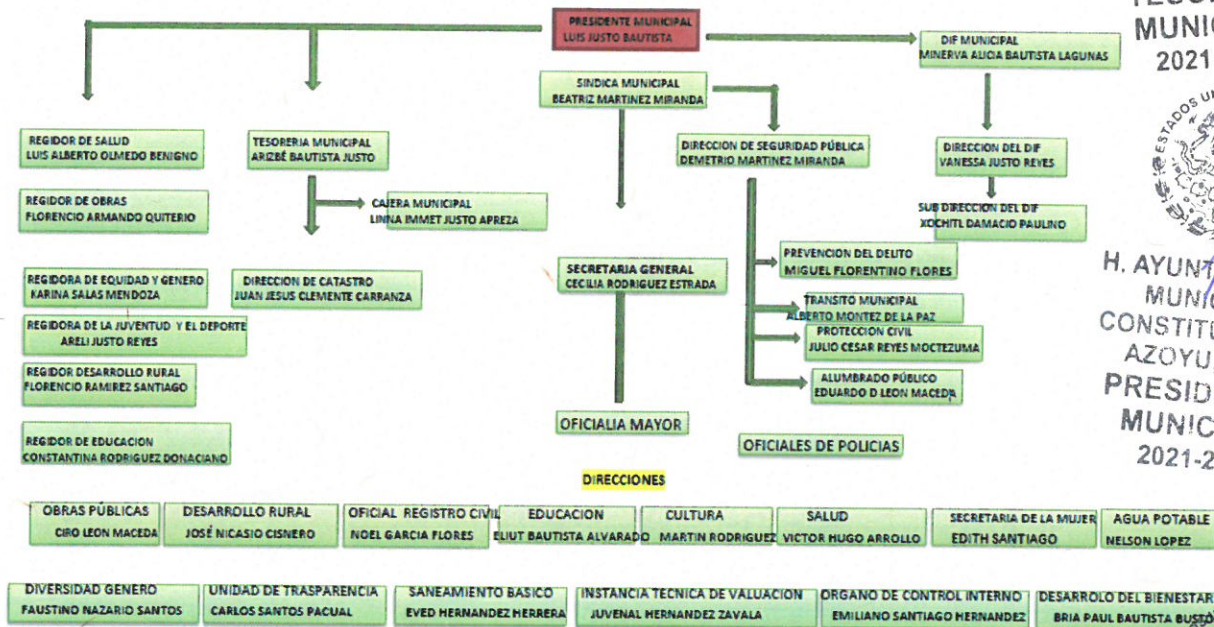 PRESIDENTE MUNICIPAL
LUIS JUSTO BAUTISTA
DIF MUNICIPAL
MINERVA ALICIA BAUTISTA LAGUNAS
SINDICA MUNICIPAL
BEATRIZ MARTINEZ MIRANDA
REGIDOR DE SALUD
LUIS ALBERTO OLMEDO BENIGNO
TESORERIA MUNICIPAL
ARIZBÉ BAUTISTA JUSTO
DIRECCION DE SEGURIDAD PÚBLICA
DEMETRIO MARTINEZ MIRANDA
DIRECCION DEL DIF
VANESSA JUSTO REYES
REGIDOR DE OBRAS
FLORENCIO ARMANDO QUITERIO
CAJERA MUNICIPAL
LINNA IMMET JUSTO APREZA
SUB DIRECCION DEL DIF
XOCHITL DAMACIO PAULINO
REGIDORA DE EQUIDAD Y GENERO
KARINA SALAS MENDOZA
DIRECCION DE CATASTRO
JUAN JESUS CLEMENTE CARRANZA
SECRETARIA GENERAL
CECILIA RODRIGUEZ ESTRADA
PREVENCION DEL DELITO
MIGUEL FLORENTINO FLORES
TRANSITO MUNICIPAL
ALBERTO MONTEZ DE LA PAZ
REGIDORA DE LA JUVENTUD Y EL DEPORTE
ARELI JUSTO REYES
PROTECCION CIVIL
JULIO CESAR REYES MOCTEZUMA
REGIDOR DESARROLLO RURAL
FLORENCIO RAMIREZ SANTIAGO
ALUMBRADO PÚBLICO
EDUARDO D LEON MACEDA
REGIDOR DE EDUCACION
CONSTANTINA RODRIGUEZ DONACIANO
OFICIALIA MAYOR
OFICIALES DE POLICIAS
DIRECCIONES
OBRAS PÚBLICAS
CIRO LEON MACEDA
DESARROLLO RURAL
JOSÉ NICASIO CISNERO
OFICIAL REGISTRO CIVIL
NOEL GARCIA FLORES
EDUCACION
ELIUT BAUTISTA ALVARADO
CULTURA
MARTIN RODRIGUEZ
SALUD
VICTOR HUGO ARROLLO
SECRETARIA DE LA MUJER
EDITH SANTIAGO
AGUA POTABLE
NELSON LOPEZ
DIVERSIDAD GENERO
FAUSTINO NAZARIO SANTOS
UNIDAD DE TRASPARENCIA
CARLOS SANTOS PACUAL
SANEAMIENTO BASICO
EVED HERNANDEZ HERRERA
INSTANCIA TECNICA DE VALUACION
JUVENAL HERNANDEZ ZAVALA
ORGANO DE CONTROL INTERNO
EMILIANO SANTIAGO HERNANDEZ
DESARROLO DEL BIENESTAR
BRIA PAUL BAUTISTA BUSTO
MUNIC
2021
ESTADOS UN
H. AYUNT
MUNIC
CONSTITU
AZOYU
PRESID
MUNIC
2021-2